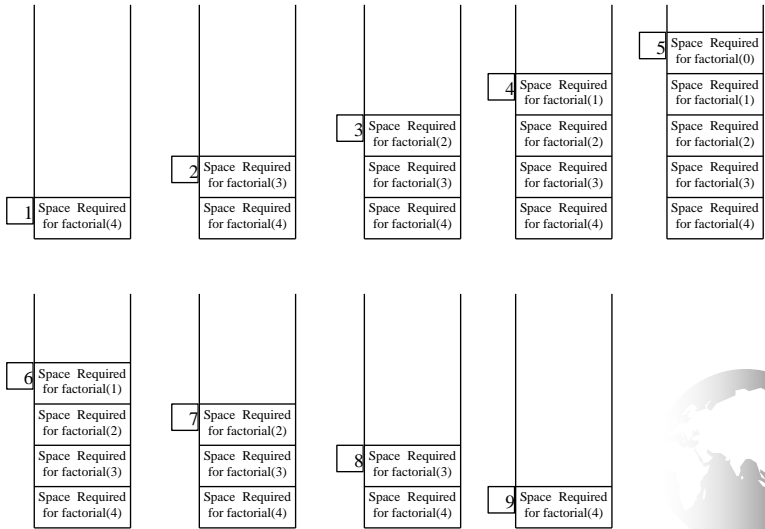 1
Space Required
for factorial(4)
2
Space Required
for factorial(3)
Space Required
for factorial(4)
3
Space Required
for factorial(2)
Space Required
for factorial(3)
Space Required
for factorial(4)
4
Space Required
for factorial(1)
Space Required
for factorial(2)
Space Required
for factorial(3)
Space Required
for factorial(4)
5
Space Required
for factorial(0)
Space Required
for factorial(1)
Space Required
for factorial(2)
Space Required
for factorial(3)
Space Required
for factorial(4)
6
Space Required
for factorial(1)
Space Required
for factorial(2)
Space Required
for factorial(3)
Space Required
for factorial(4)
7
Space Required
for factorial(2)
Space Required
for factorial(3)
Space Required
for factorial(4)
8
Space Required
for factorial(3)
Space Required
for factorial(4)
9
Space Required
for factorial(4)